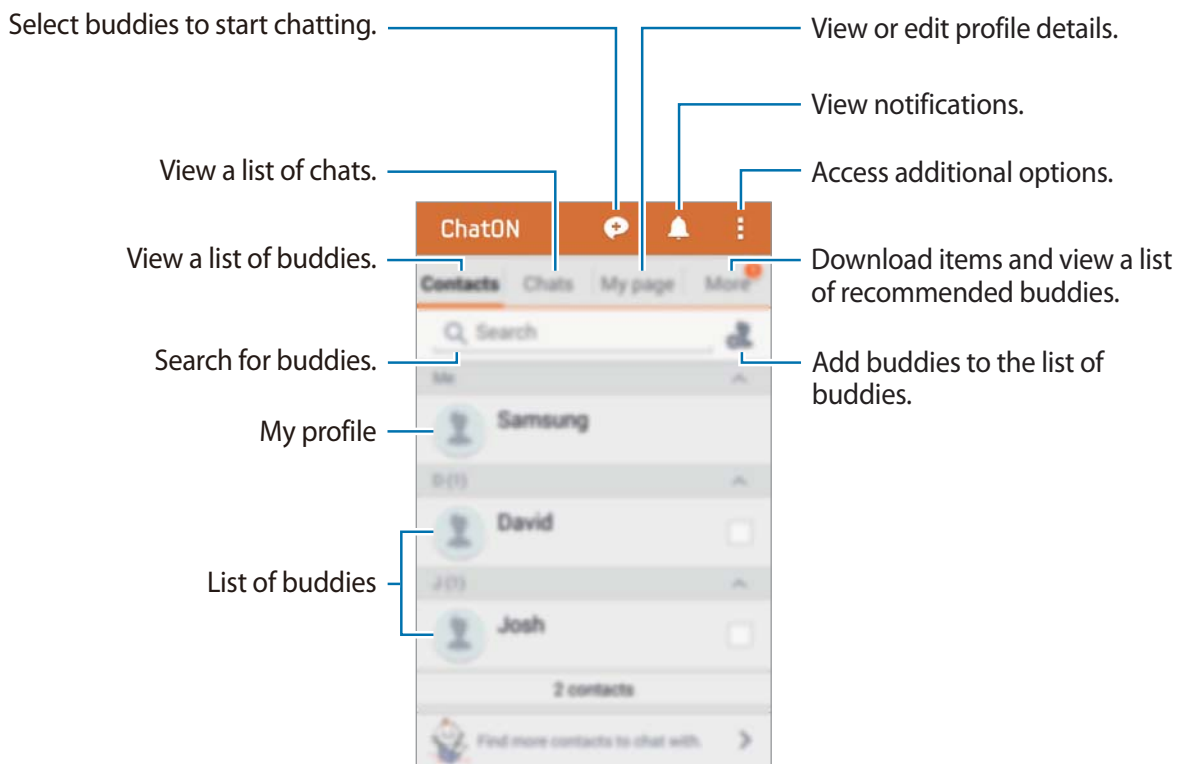 Select buddies to start chatting.
View or edit profile details.
View notifications.
View a list of chats.
Access additional options.
ChatON
View a list of buddies.
Download items and view a list
of recommended buddies.
Contacts Chats My page More
Search
Search for buddies.
Add buddies to the list of
buddies.
Me
My profile
Samsung
D (1)
David
List of buddies
J (1)
Josh
2 contacts
Find more contacts to chat with.